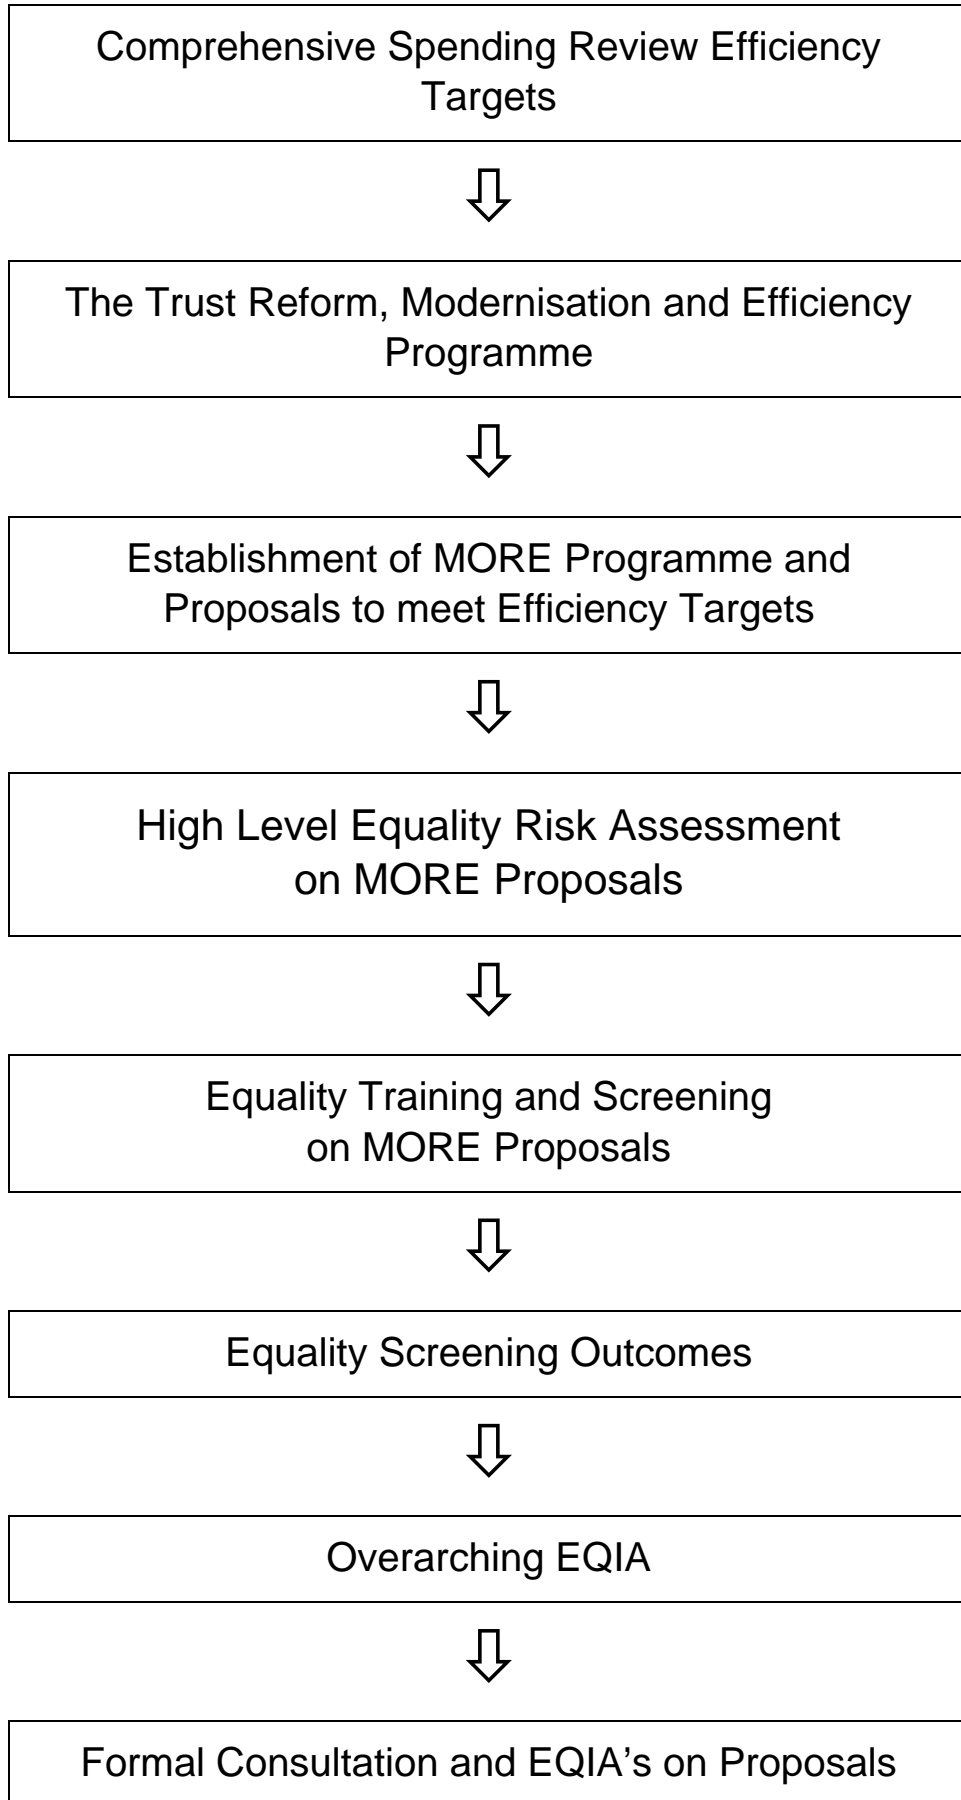 Comprehensive Spending Review Efficiency
Targets
The Trust Reform, Modernisation and Efficiency
Programme
Establishment of MORE Programme and
Proposals to meet Efficiency Targets
High Level Equality Risk Assessment
on MORE Proposals
Equality Training and Screening
on MORE Proposals
Equality Screening Outcomes
Overarching EQIA
Formal Consultation and EQIA’s on Proposals